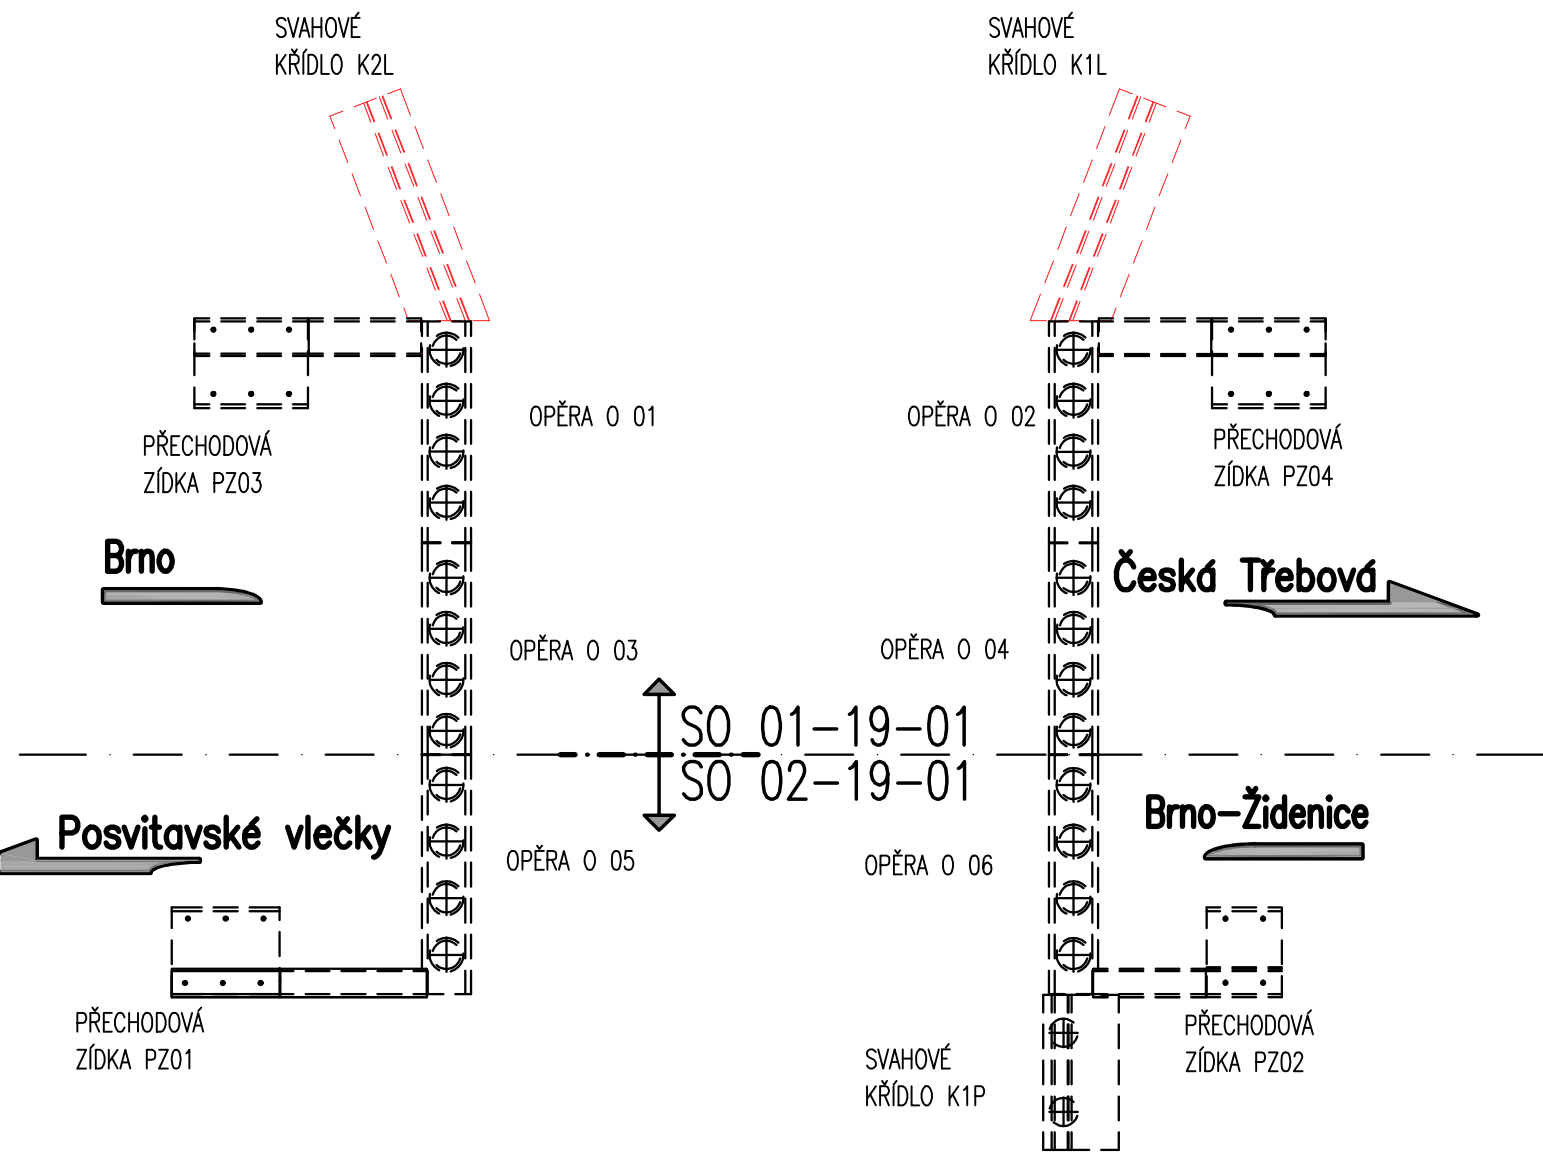 SVAHOVÉ
KŘÍDLO K2L
SVAHOVÉ
KŘÍDLO K1L
OPĚRA O 01
OPĚRA O 02
PŘECHODOVÁ
ZÍDKA PZ03
PŘECHODOVÁ
ZÍDKA PZ04
Brno
Česká Třebová
OPĚRA O 03
OPĚRA O 04
SO 01-19-01
SO 02-19-01
Posvitavské vlečky
Brno-Židenice
OPĚRA O 05
OPĚRA O 06
PŘECHODOVÁ
ZÍDKA PZ01
PŘECHODOVÁ
ZÍDKA PZ02
SVAHOVÉ
KŘÍDLO K1P